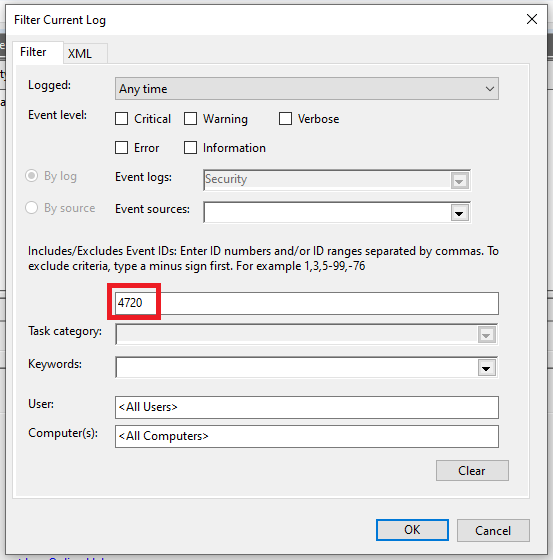 Filter Current Log
Filter XML
Logged: Any time
Event level: Critical Warning Verbose
Error Information
By log Event logs: Security
By source Event sources:
Includes/Excludes Event IDs: Enter ID numbers and/or ID ranges separated by commas. To
exclude criteria, type a minus sign first. For example 1,3,5-99,-76
4720
Task category:
Keywords:
User: <All Users>
Computer(s): <All Computers>
Clear
OK Cancel